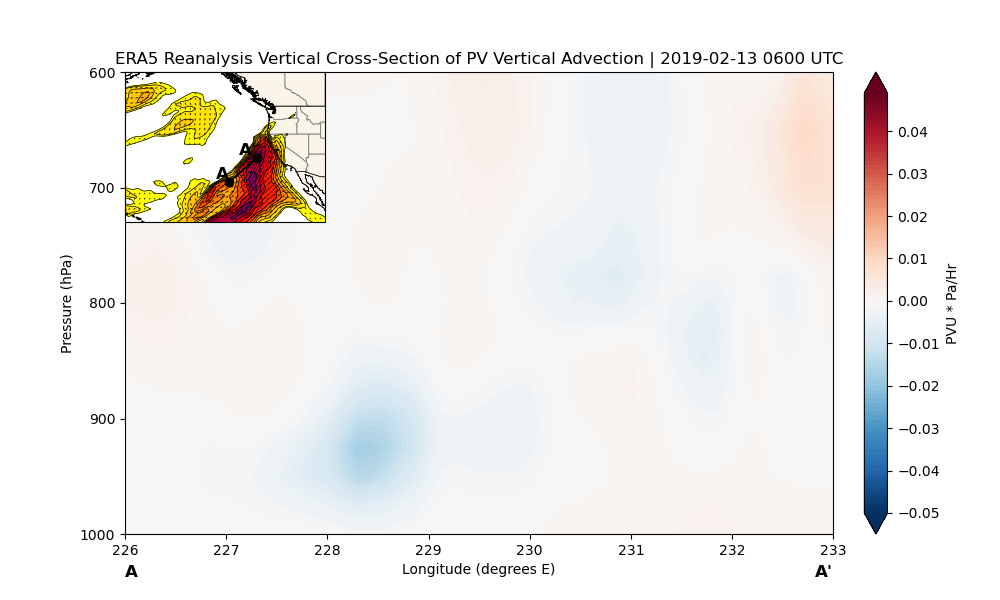 ERA5 Reanalysis Vertical Cross-Section of PV Vertical Advection | 2019-02-13 0600 UTC
600
700
800
900
1000
Pressure (hPa)
A
A
226
227
228
229
230
231
232
233
Longitude (degrees E)
A
A'
0.04
0.03
0.02
0.01
0.00
−0.01
−0.02
−0.03
−0.04
−0.05
PVU * Pa/Hr